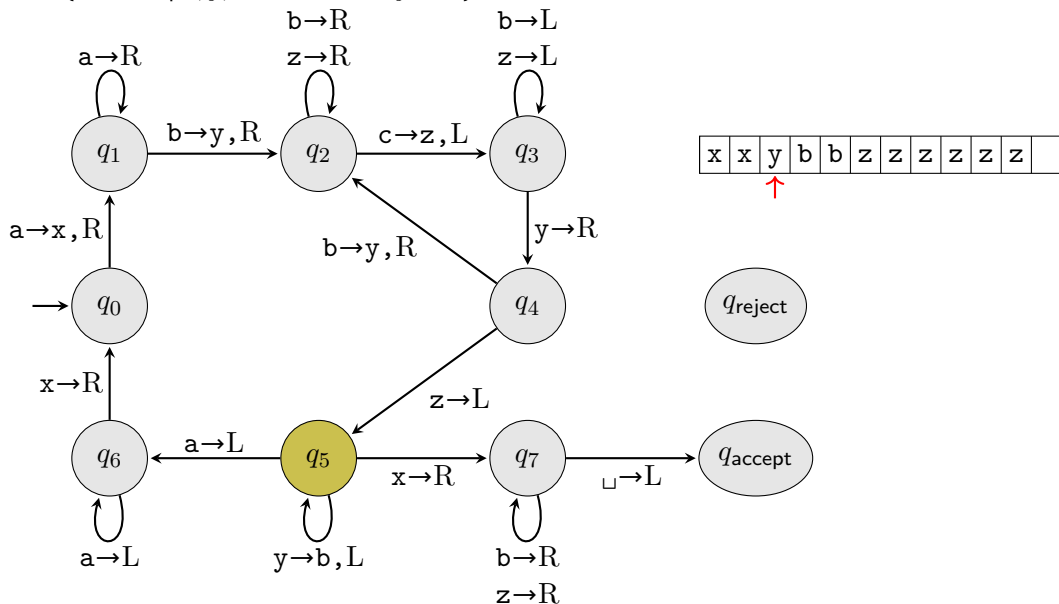 b→R
z→R
b→L
z→L
a→R
b→y,R
c→z,L
q1
q2
q3
x x y b b z z z z z z
a→x,R
b→y,R
y→R
q0
q4
qreject
x→R
z→L
a→L
x→R
␣→L
q6
q5
q7
qaccept
a→L
y→b,L
b→R
z→R